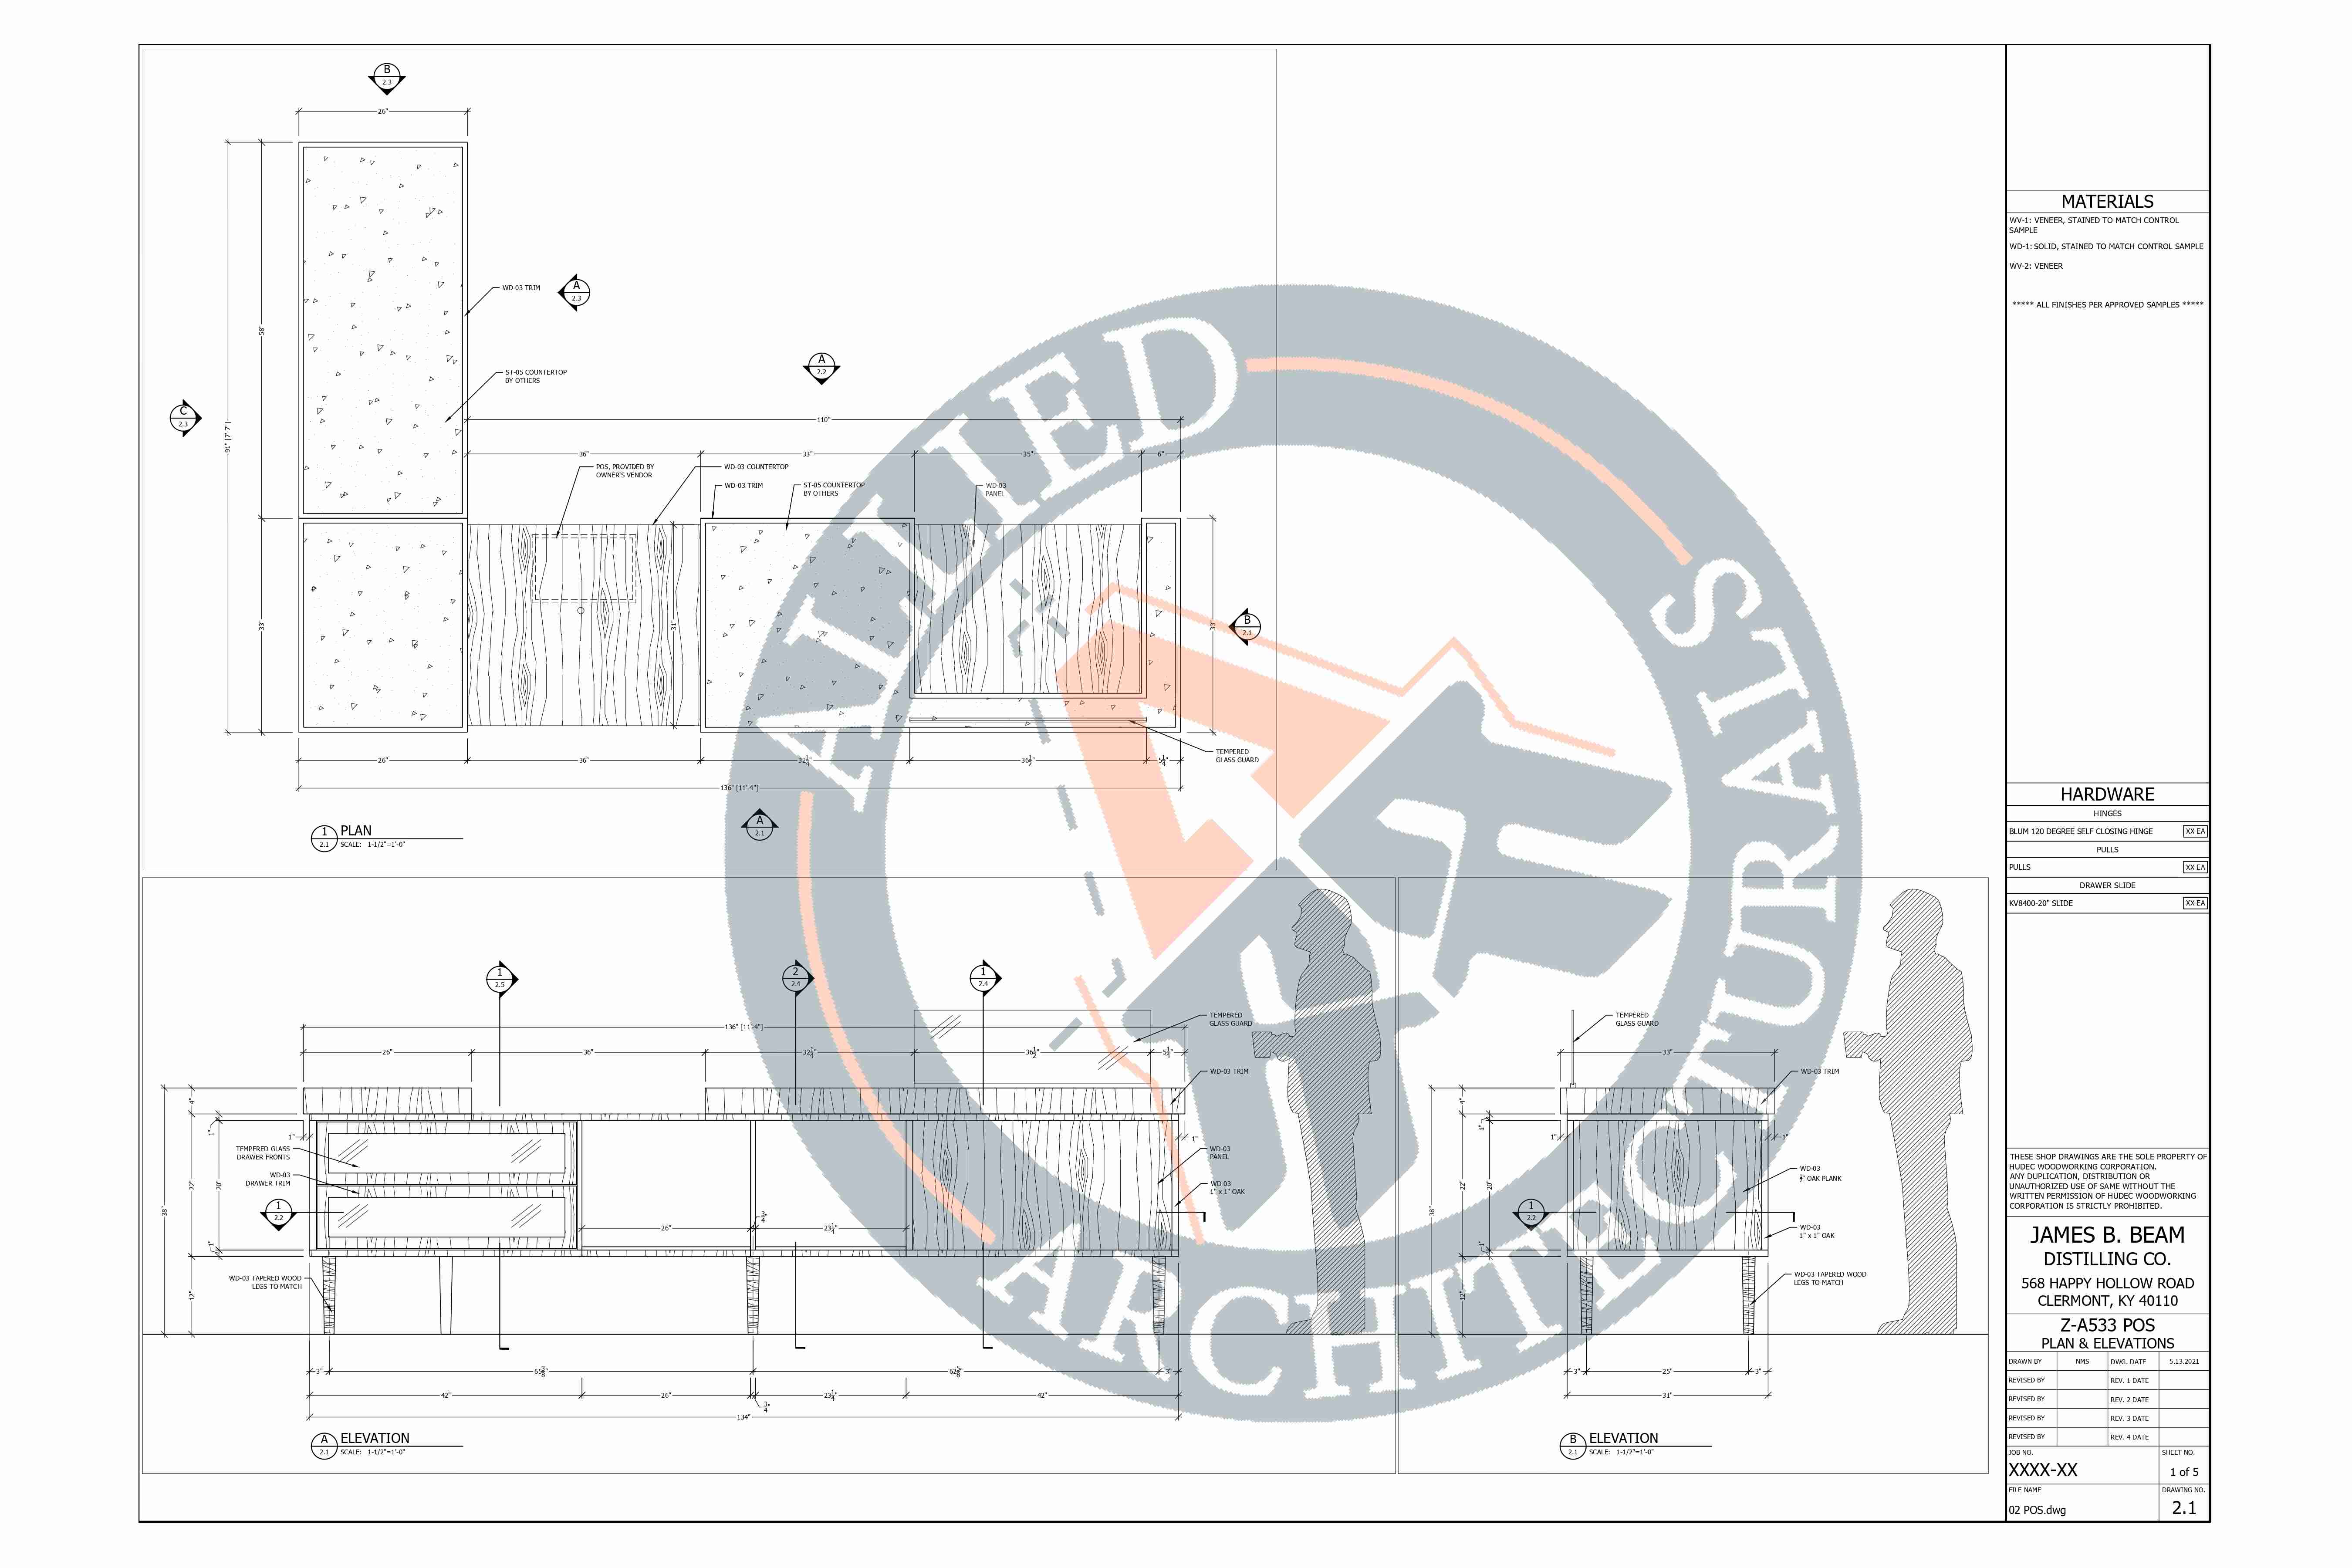 B
2.3
26"
91" [7'-7"]
58"
33"
WD-03 TRIM
A
2.3
C
2.3
ST-05 COUNTERTOP
BY OTHERS
A
2.2
110"
36"
33"
35"
6"
POS, PROVIDED BY
OWNER'S VENDOR
WD-03 COUNTERTOP
WD-03 TRIM
ST-05 COUNTERTOP
BY OTHERS
WD-03
PANEL
31"
33"
B
2.1
TEMPERED
GLASS GUARD
26"
36"
32 1/4"
36 1/2"
5 1/4"
136" [11'-4"]
A
2.1
1
2.1
PLAN
SCALE: 1-1/2"=1'-0"
1
2.5
2
2.4
1
2.4
136" [11'-4"]
26"
36"
32 1/4"
36 1/2"
5 1/4"
TEMPERED
GLASS GUARD
WD-03 TRIM
4"
1"
1"
1"
38"
22"
20"
1"
12"
TEMPERED GLASS
DRAWER FRONTS
WD-03
DRAWER TRIM
1
2.2
WD-03
PANEL
WD-03
1" x 1" OAK
26"
3/4"
23 1/4"
WD-03 TAPERED WOOD
LEGS TO MATCH
3"
65 3/8"
62 5/8"
3"
42"
26"
3/4"
23 1/4"
42"
134"
A
2.1
ELEVATION
SCALE: 1-1/2"=1'-0"
TEMPERED
GLASS GUARD
33"
WD-03 TRIM
4"
1"
1"
1"
38"
22"
20"
1"
12"
1
2.2
WD-03
1/2" OAK PLANK
WD-03
1" x 1" OAK
WD-03 TAPERED WOOD
LEGS TO MATCH
3"
25"
3"
31"
B
2.1
ELEVATION
SCALE: 1-1/2"=1'-0"
ALLIED
ARCHITECTURALS
MATERIALS
WV-1: VENEER, STAINED TO MATCH CONTROL
SAMPLE
WD-1: SOLID, STAINED TO MATCH CONTROL SAMPLE
WV-2: VENEER
***** ALL FINISHES PER APPROVED SAMPLES *****
HARDWARE
HINGES
BLUM 120 DEGREE SELF CLOSING HINGE XX EA
PULLS
PULLS XX EA
DRAWER SLIDE
KV8400-20" SLIDE XX EA
THESE SHOP DRAWINGS ARE THE SOLE PROPERTY OF
HUDEC WOODWORKING CORPORATION.
ANY DUPLICATION, DISTRIBUTION OR
UNAUTHORIZED USE OF SAME WITHOUT THE
WRITTEN PERMISSION OF HUDEC WOODWORKING
CORPORATION IS STRICTLY PROHIBITED.
JAMES B. BEAM
DISTILLING CO.
568 HAPPY HOLLOW ROAD
CLERMONT, KY 40110
Z-A533 POS
PLAN & ELEVATIONS
DRAWN BY NMS DWG. DATE 5.13.2021
REVISED BY REV. 1 DATE
REVISED BY REV. 2 DATE
REVISED BY REV. 3 DATE
REVISED BY REV. 4 DATE
JOB NO. SHEET NO.
XXXX-XX 1 of 5
FILE NAME DRAWING NO.
02 POS.dwg 2.1